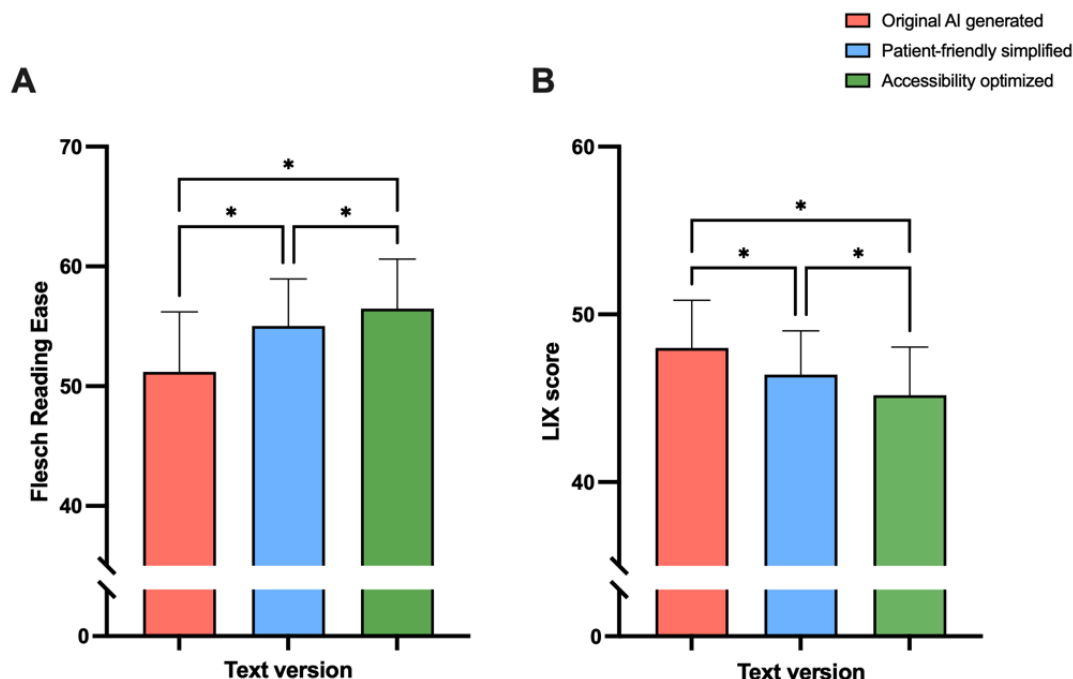 Original AI generated
Patient-friendly simplified
Accessibility optimized
A
70
60
50
40
0
Flesch Reading Ease
*
*
*
Text version
B
60
50
40
0
LIX score
*
*
*
Text version